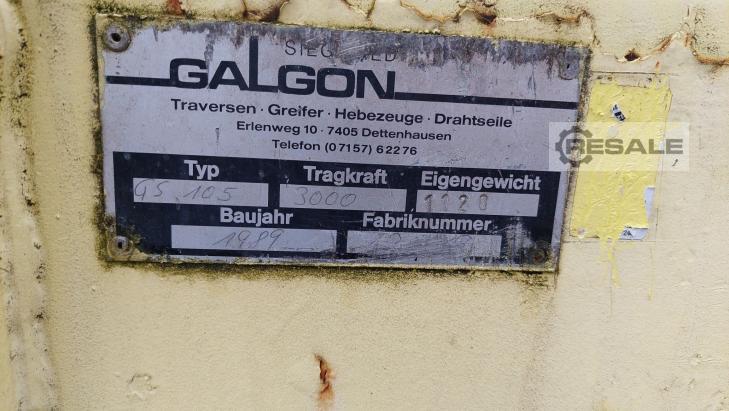 GALGON
Traversen · Greifer · Hebezeuge · Drahtseile
Erlenweg 10 · 7405 Dettenhausen
Telefon (07157) 62276
Typ Tragkraft Eigengewicht
GS 105 3000 1120
Baujahr Fabriknummer
1989
RESALE